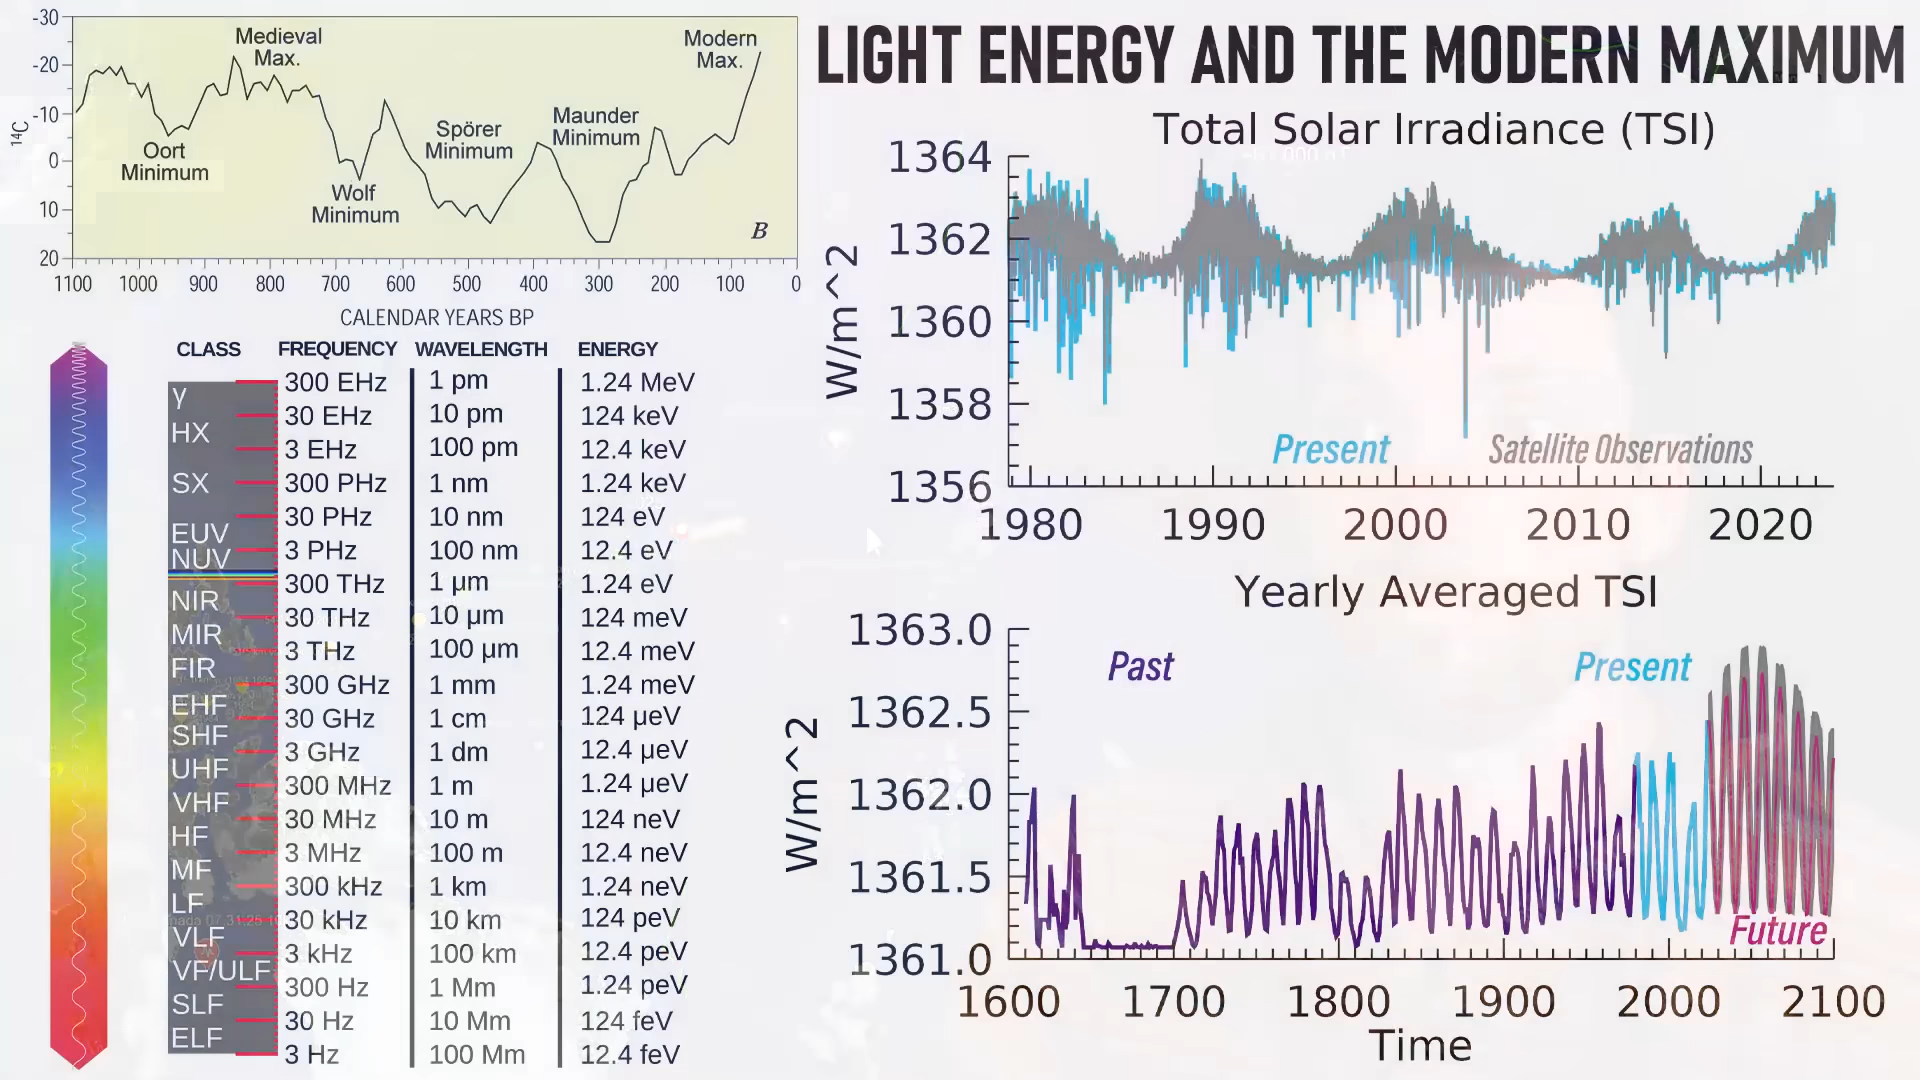 LIGHT ENERGY AND THE MODERN MAXIMUM
-30
-20
-10
0
10
20
14C
Medieval
Max.
Modern
Max.
Oort
Minimum
Wolf
Minimum
Spörer
Minimum
Maunder
Minimum
B
1100 1000 900 800 700 600 500 400 300 200 100 0
CALENDAR YEARS BP
CLASS FREQUENCY WAVELENGTH ENERGY
300 EHz 1 pm 1.24 MeV
γ
30 EHz 10 pm 124 keV
HX
3 EHz 100 pm 12.4 keV
SX 300 PHz 1 nm 1.24 keV
30 PHz 10 nm 124 eV
EUV
NUV 3 PHz 100 nm 12.4 eV
300 THz 1 µm 1.24 eV
NIR
30 THz 10 µm 124 meV
MIR
3 THz 100 µm 12.4 meV
FIR
300 GHz 1 mm 1.24 meV
EHF
30 GHz 1 cm 124 µeV
SHF
3 GHz 1 dm 12.4 µeV
UHF
300 MHz 1 m 1.24 µeV
VHF
30 MHz 10 m 124 neV
HF
3 MHz 100 m 12.4 neV
MF
300 kHz 1 km 1.24 neV
LF
30 kHz 10 km 124 peV
VLF
3 kHz 100 km 12.4 peV
VF/ULF
300 Hz 1 Mm 1.24 peV
SLF
30 Hz 10 Mm 124 feV
ELF
3 Hz 100 Mm 12.4 feV
Total Solar Irradiance (TSI)
1364
1362
1360
1358
1356
W/m^2
Present Satellite Observations
1980 1990 2000 2010 2020
Yearly Averaged TSI
1363.0
1362.5
1362.0
1361.5
1361.0
W/m^2
Past Present
Future
1600 1700 1800 1900 2000 2100
Time